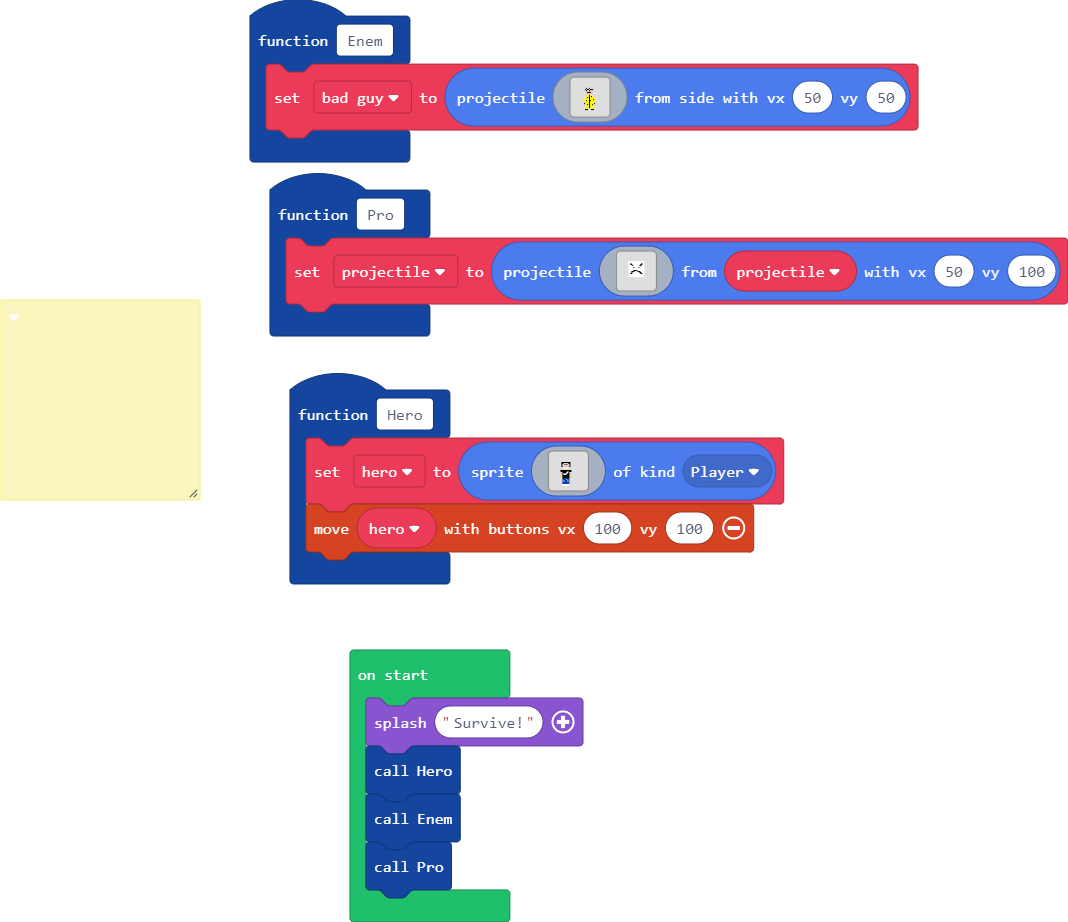 function Enem
set bad guy to projectile from side with vx 50 vy 50
function Pro
set projectile to projectile from projectile with vx 50 vy 100
function Hero
set hero to sprite of kind Player
move hero with buttons vx 100 vy 100
on start
splash "Survive!"
call Hero
call Enem
call Pro